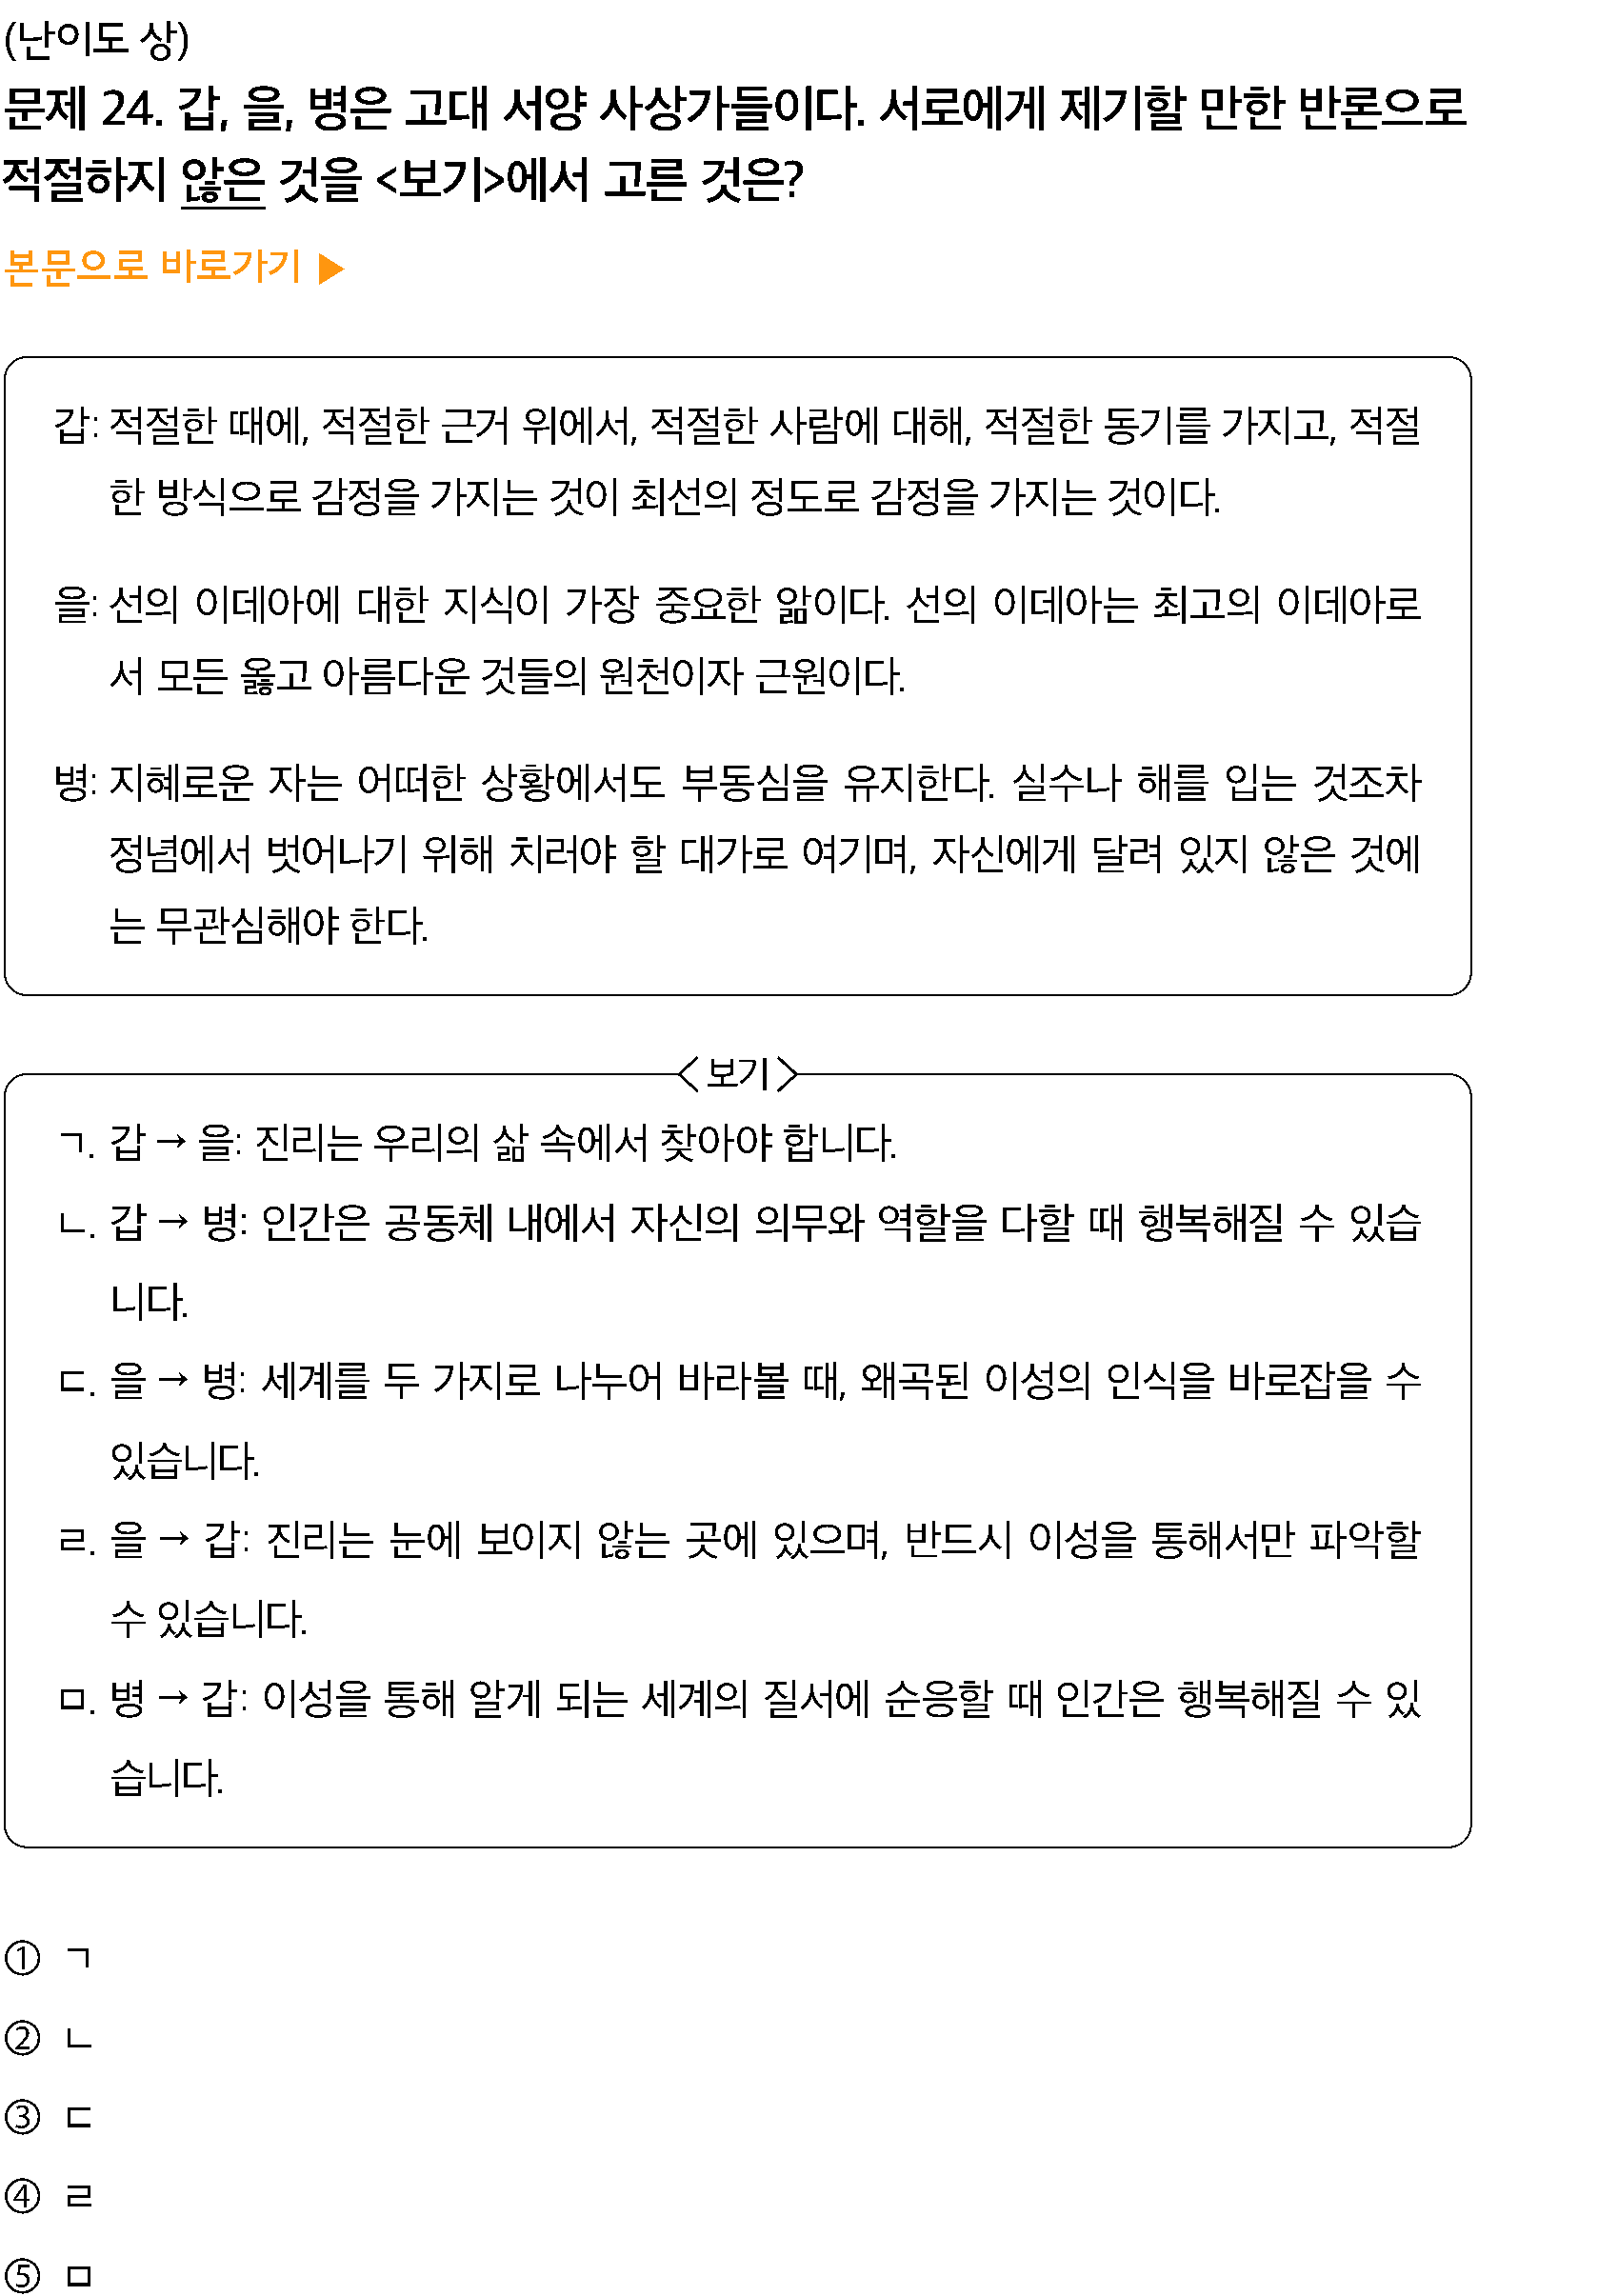 (난이도 상)
문제 24. 갑, 을, 병은 고대 서양 사상가들이다. 서로에게 제기할 만한 반론으로
적절하지 않은 것을 <보기>에서 고른 것은?
본문으로 바로가기 ▶
갑: 적절한 때에, 적절한 근거 위에서, 적절한 사람에 대해, 적절한 동기를 가지고, 적절
한 방식으로 감정을 가지는 것이 최선의 정도로 감정을 가지는 것이다.
을: 선의 이데아에 대한 지식이 가장 중요한 앎이다. 선의 이데아는 최고의 이데아로
서 모든 옳고 아름다운 것들의 원천이자 근원이다.
병: 지혜로운 자는 어떠한 상황에서도 부동심을 유지한다. 실수나 해를 입는 것조차
정념에서 벗어나기 위해 치러야 할 대가로 여기며, 자신에게 달려 있지 않은 것에
는 무관심해야 한다.
<보기>
ㄱ. 갑 → 을: 진리는 우리의 삶 속에서 찾아야 합니다.
ㄴ. 갑 → 병: 인간은 공동체 내에서 자신의 의무와 역할을 다할 때 행복해질 수 있습
니다.
ㄷ. 을 → 병: 세계를 두 가지로 나누어 바라볼 때, 왜곡된 이성의 인식을 바로잡을 수
있습니다.
ㄹ. 을 → 갑: 진리는 눈에 보이지 않는 곳에 있으며, 반드시 이성을 통해서만 파악할
수 있습니다.
ㅁ. 병 → 갑: 이성을 통해 알게 되는 세계의 질서에 순응할 때 인간은 행복해질 수 있
습니다.
① ㄱ
② ㄴ
③ ㄷ
④ ㄹ
⑤ ㅁ